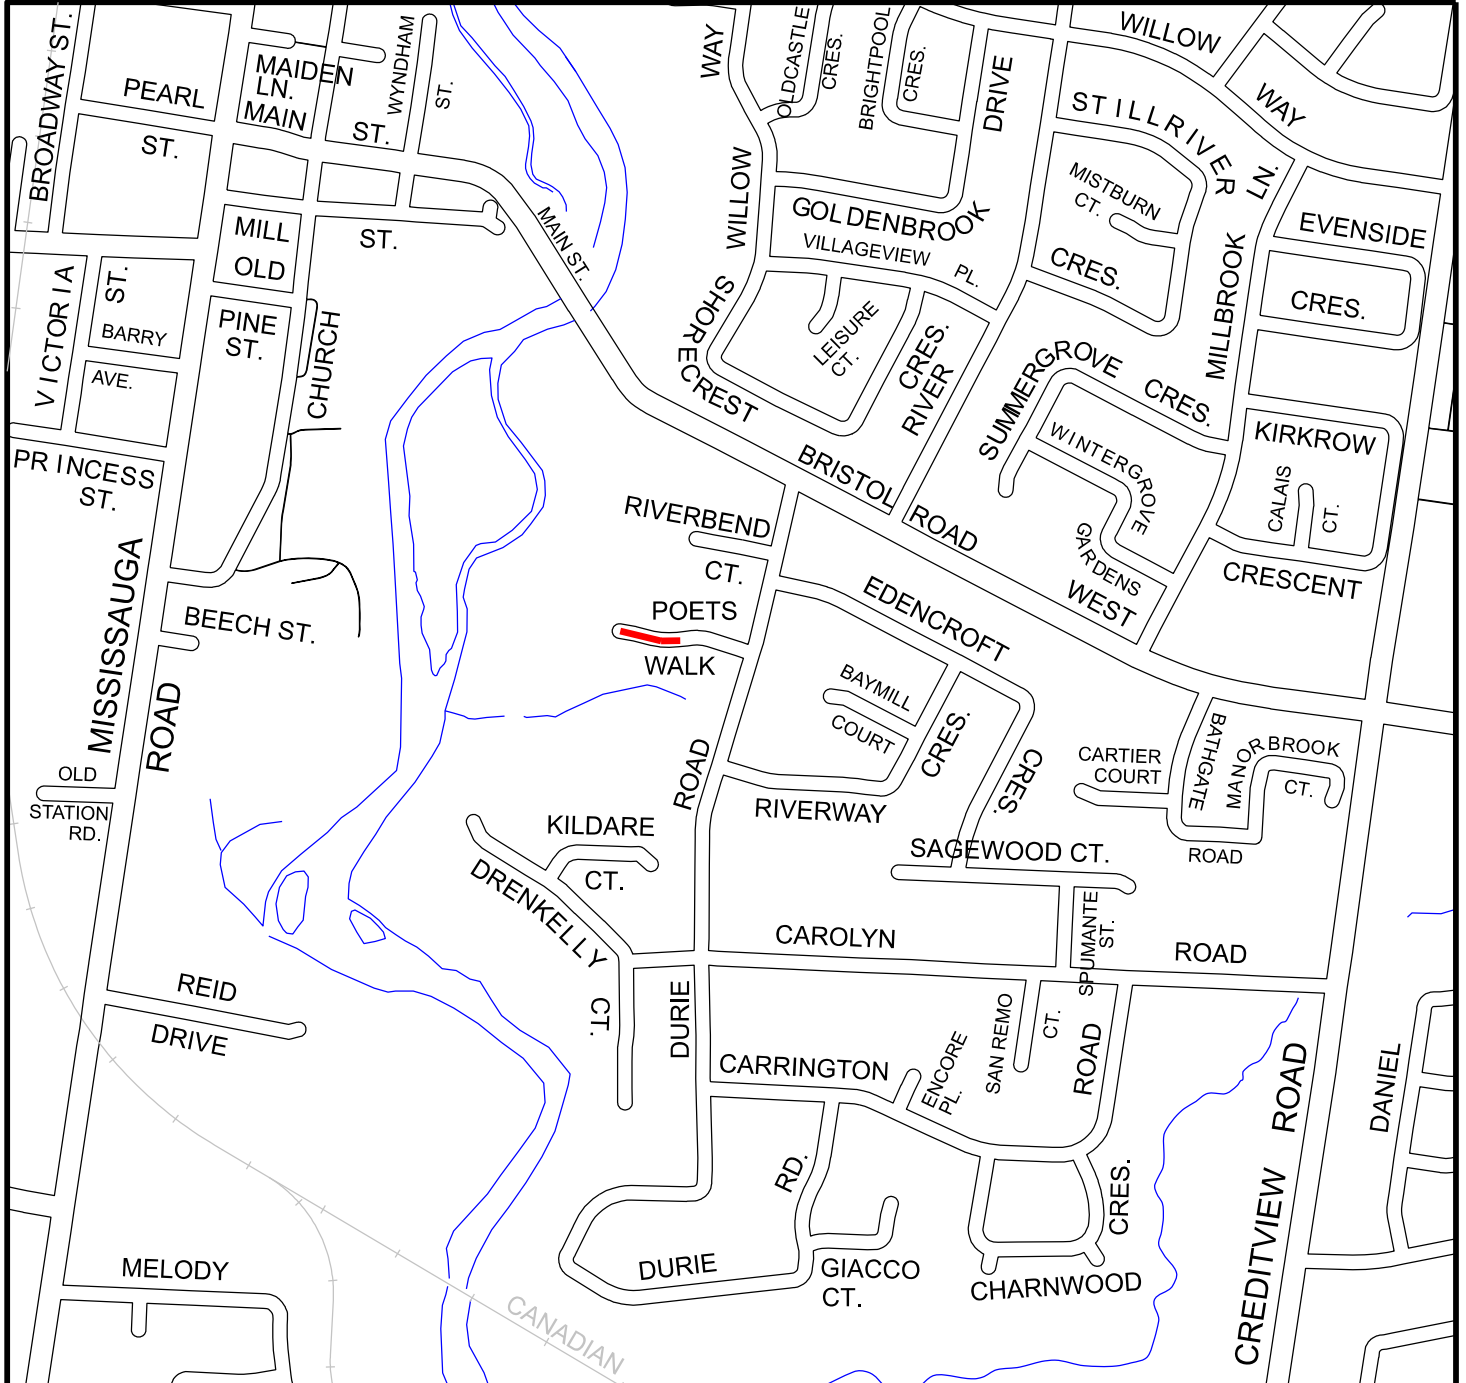 BROADWAY ST.
PEARL
ST.
MAIDEN
LN.
MAIN
ST.
WYNDHAM
ST.
WAY
OLDCASTLE
CRES.
BRIGHTPOOL
CRES.
DRIVE
WILLOW
WAY
STILLRIVER
CRES.
MISTBURN
CT.
LN.
MILLBROOK
EVENSIDE
CRES.
WILLOW
GOLDENBROOK
VILLAGEVIEW
PL.
MAIN ST.
MILL
ST.
OLD
VICTORIA
ST.
BARRY
AVE.
PINE
ST.
CHURCH
SHORECREST
LEISURE
CT.
CRES.
RIVER
SUMMERGROVE
CRES.
WINTERGROVE
GARDENS
KIRKROW
CALAIS
CT.
CRESCENT
PRINCESS
ST.
BRISTOL
ROAD
WEST
RIVERBEND
CT.
POETS
WALK
EDENCROFT
CRES.
MISSISSAUGA
ROAD
BEECH ST.
BAYMILL
COURT
CRES.
RIVERWAY
ROAD
CARTIER
COURT
BATHGATE
MANOR BROOK
CT.
ROAD
OLD
STATION
RD.
KILDARE
CT.
DRENKELLY
CT.
SAGEWOOD CT.
SPUMANTE
ST.
CAROLYN
ROAD
REID
DRIVE
DURIE
SAN REMO
CT.
CARRINGTON
ROAD
ENCORE
PL.
DANIEL
CREDITVIEW ROAD
RD.
CRES.
CHARNWOOD
DURIE
GIACCO
CT.
MELODY
CANADIAN